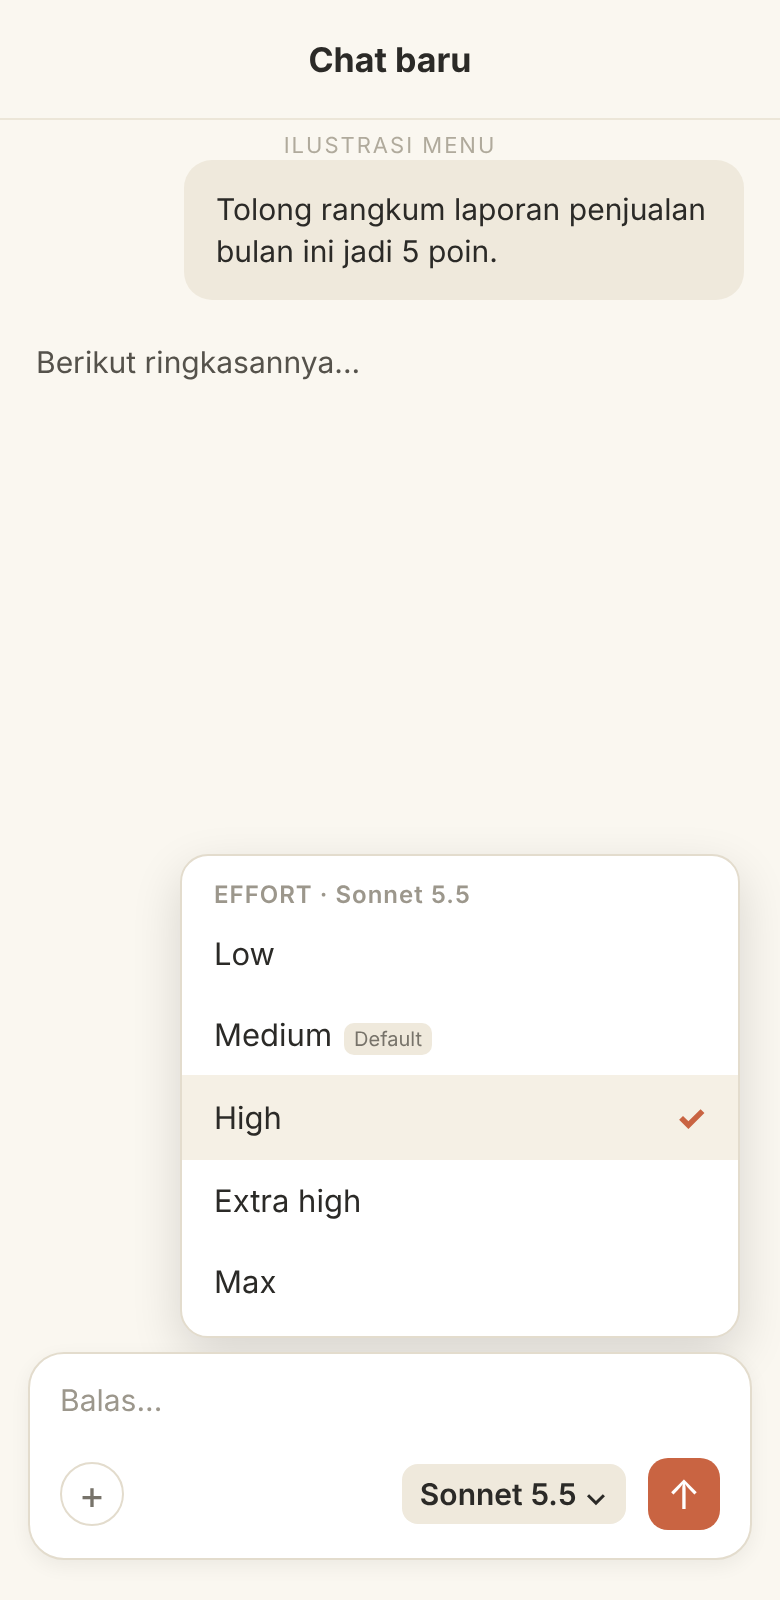 Chat baru
ILUSTRASI MENU
Tolong rangkum laporan penjualan
bulan ini jadi 5 poin.
Berikut ringkasannya...
EFFORT · Sonnet 5.5
Low
Medium Default
High
Extra high
Max
Balas...
Sonnet 5.5